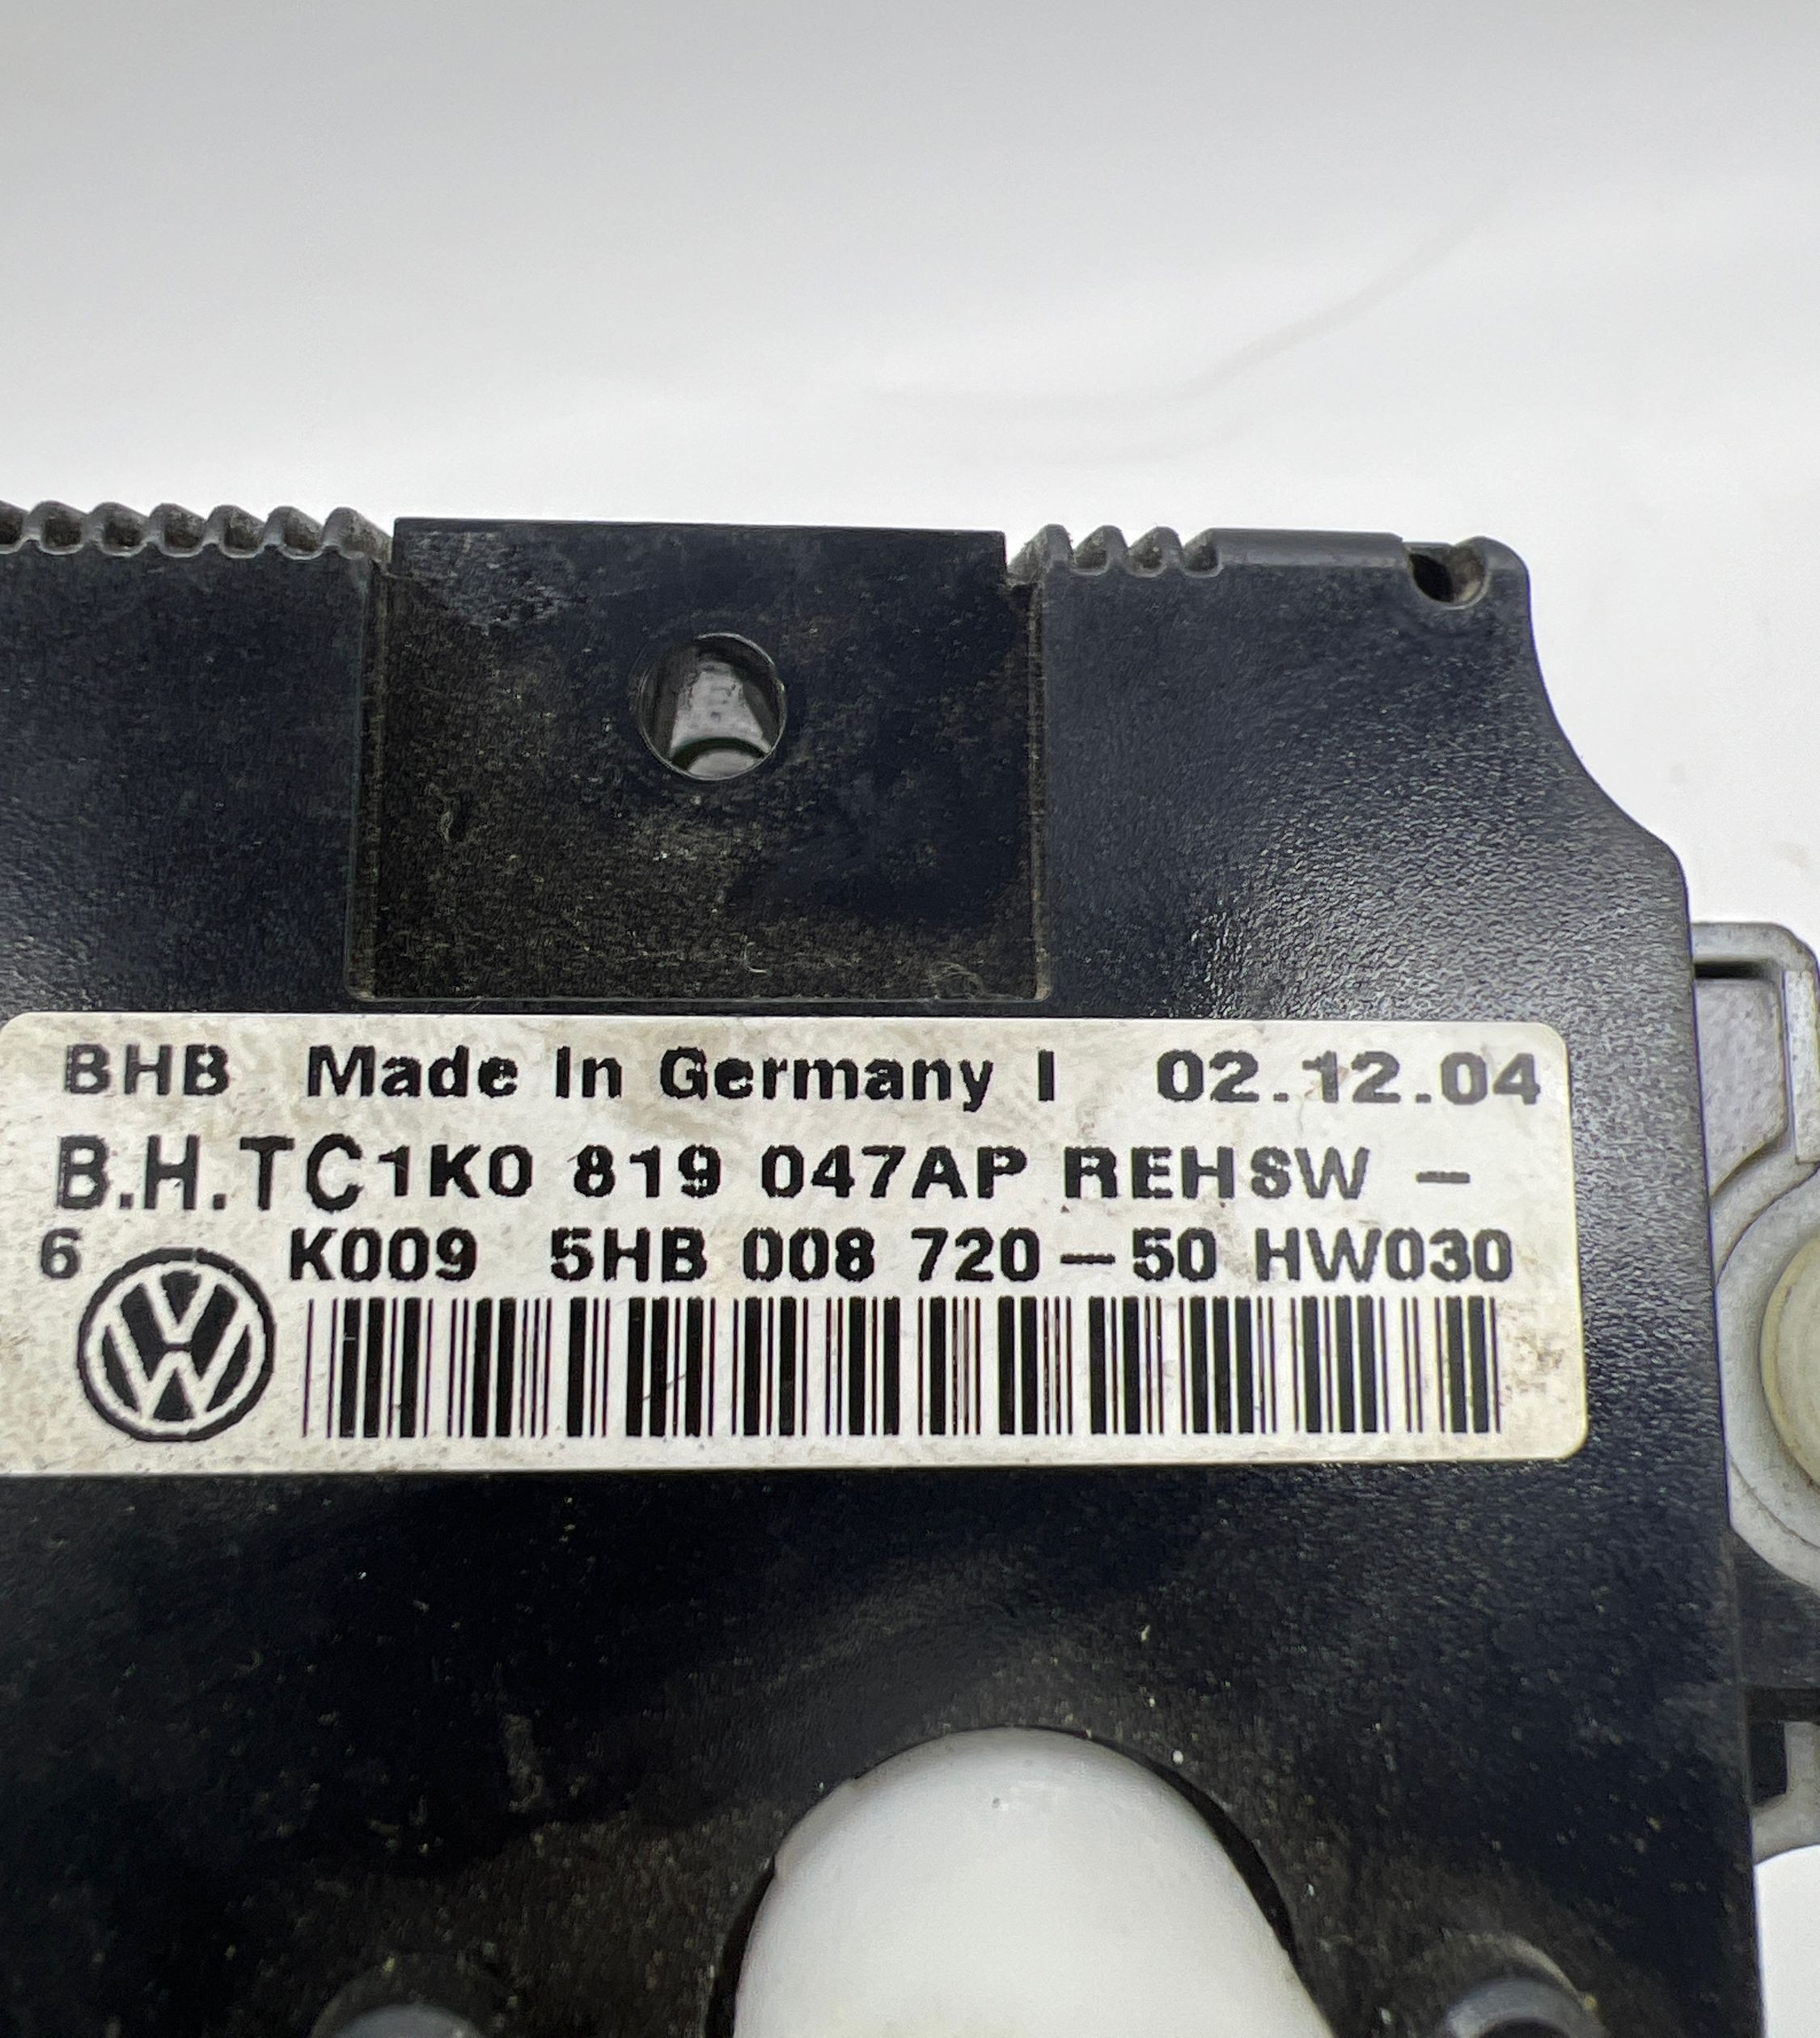 BHB Made In Germany I 02.12.04
B.H.TC1K0 819 047AP REHSW –
6 K009 5HB 008 720–50 HW030